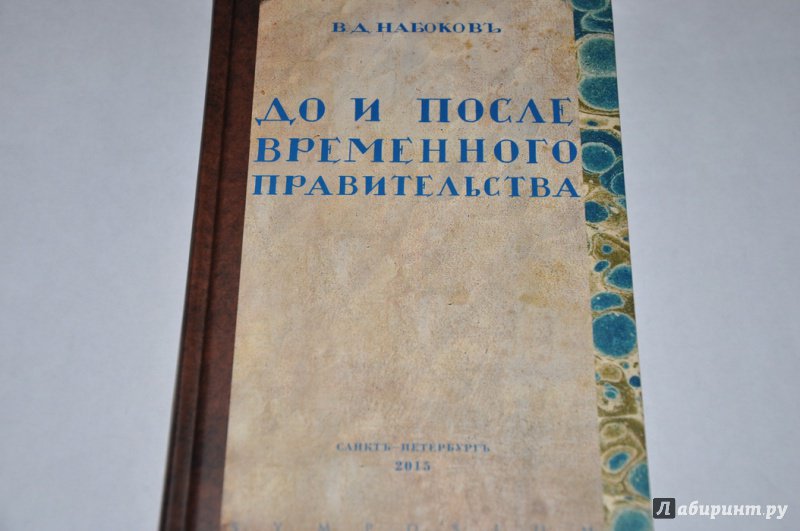 В Д НАБОКОВЪ
ДО И ПОСЛЕ
ВРЕМЕННОГО
ПРАВИТЕЛЬСТВА
САНКТЪ–ПЕТЕРБУРГЪ
2015
Лабиринт.ру